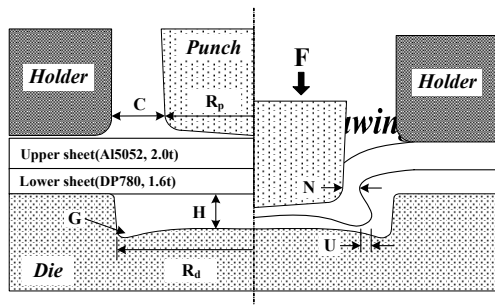 Punch
Holder
C
Rp
F
Holder
Upper sheet(Al5052, 2.0t)
Lower sheet(DP780, 1.6t)
N
H
G
U
Die
Rd